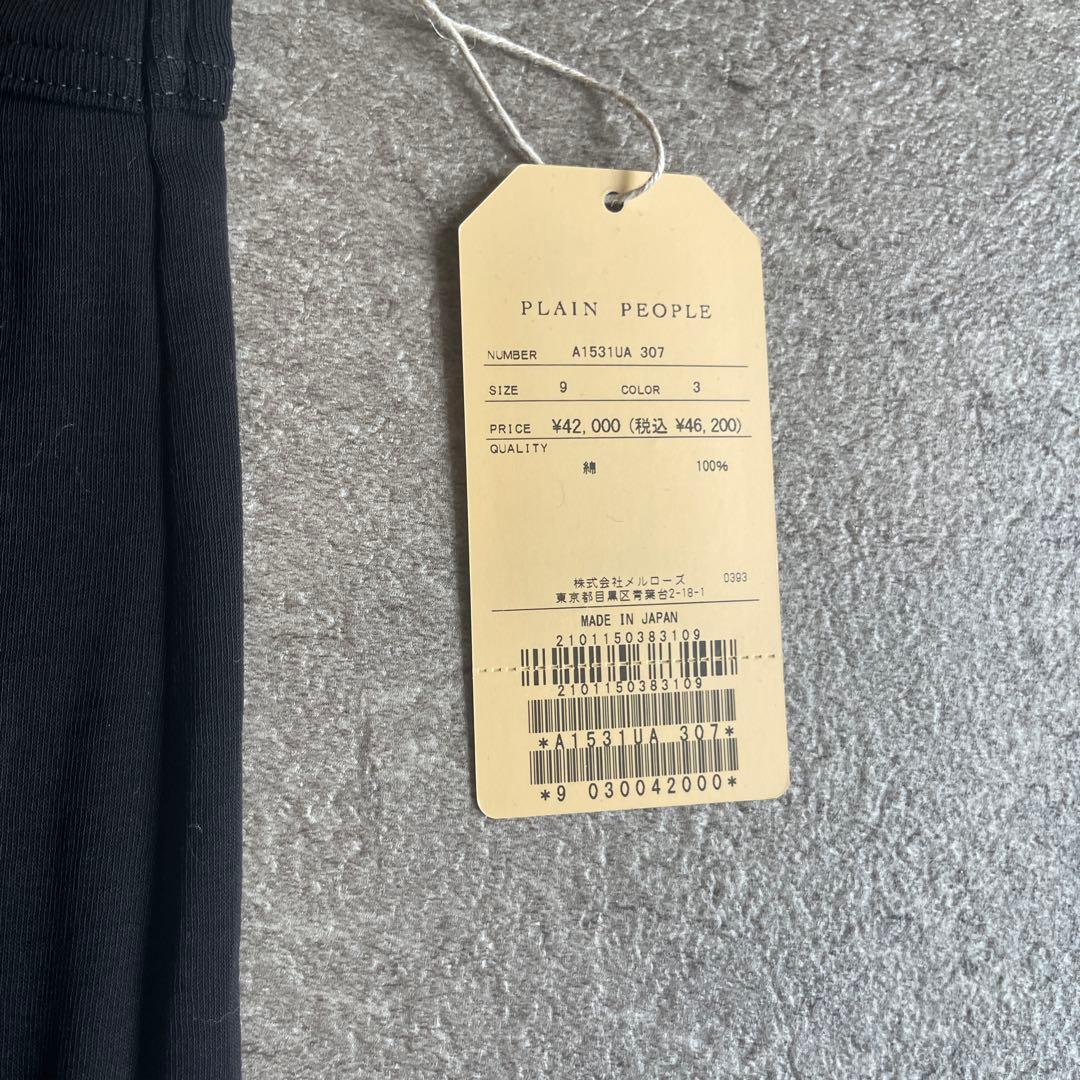 PLAIN PEOPLE
NUMBER A1531UA 307
SIZE 9 COLOR 3
PRICE ¥42,000 (税込 ¥46,200)
QUALITY
綿 100%
株式会社メルローズ 0393
東京都目黒区青葉台2-18-1
MADE IN JAPAN
2101150383109
2101150383109
*A1531UA 307*
*9 030042000*